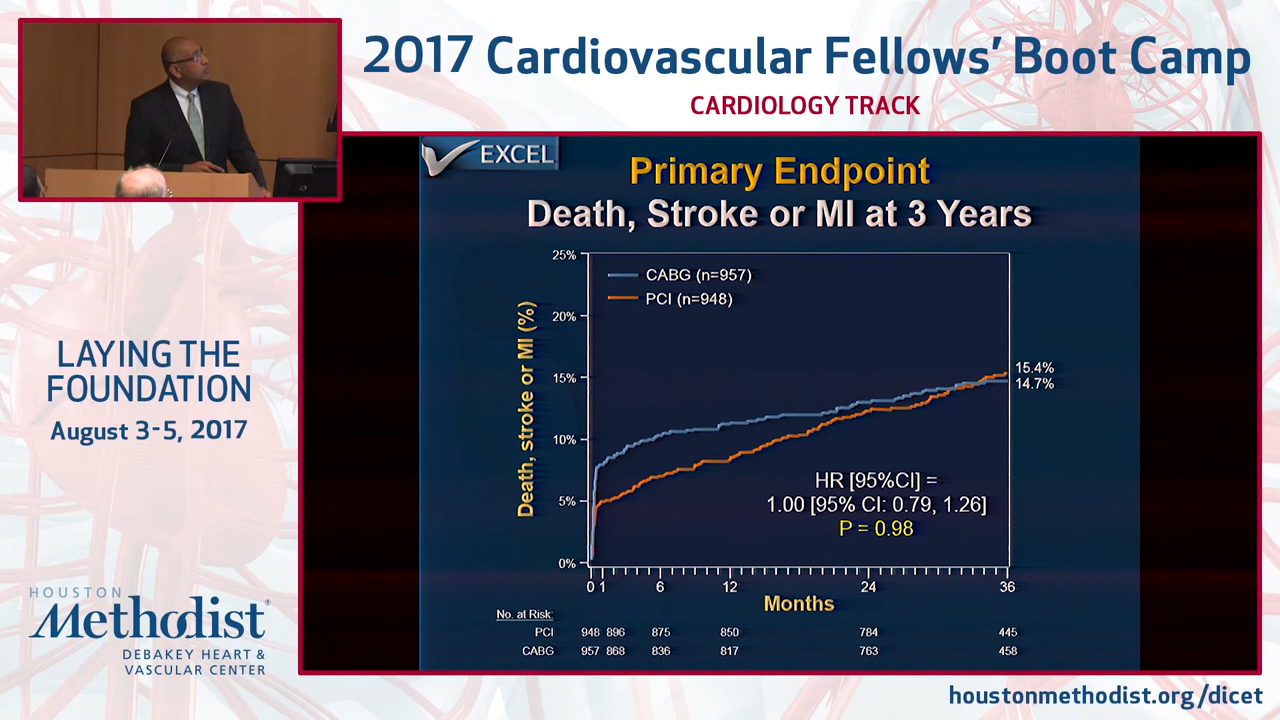 2017 Cardiovascular Fellows' Boot Camp
CARDIOLOGY TRACK
EXCEL
Primary Endpoint
Death, Stroke or MI at 3 Years
25%
20%
15%
10%
5%
0%
Death, stroke or MI (%)
CABG (n=957)
PCI (n=948)
15.4%
14.7%
HR [95%CI] =
1.00 [95% CI: 0.79, 1.26]
P = 0.98
0 1 6 12 24 36
Months
No. at Risk:
PCI 948 896 875 850 784 445
CABG 957 868 836 817 763 458
LAYING THE
FOUNDATION
August 3-5, 2017
HOUSTON
Methodist®
DEBAKEY HEART &
VASCULAR CENTER
houstonmethodist.org/dicet